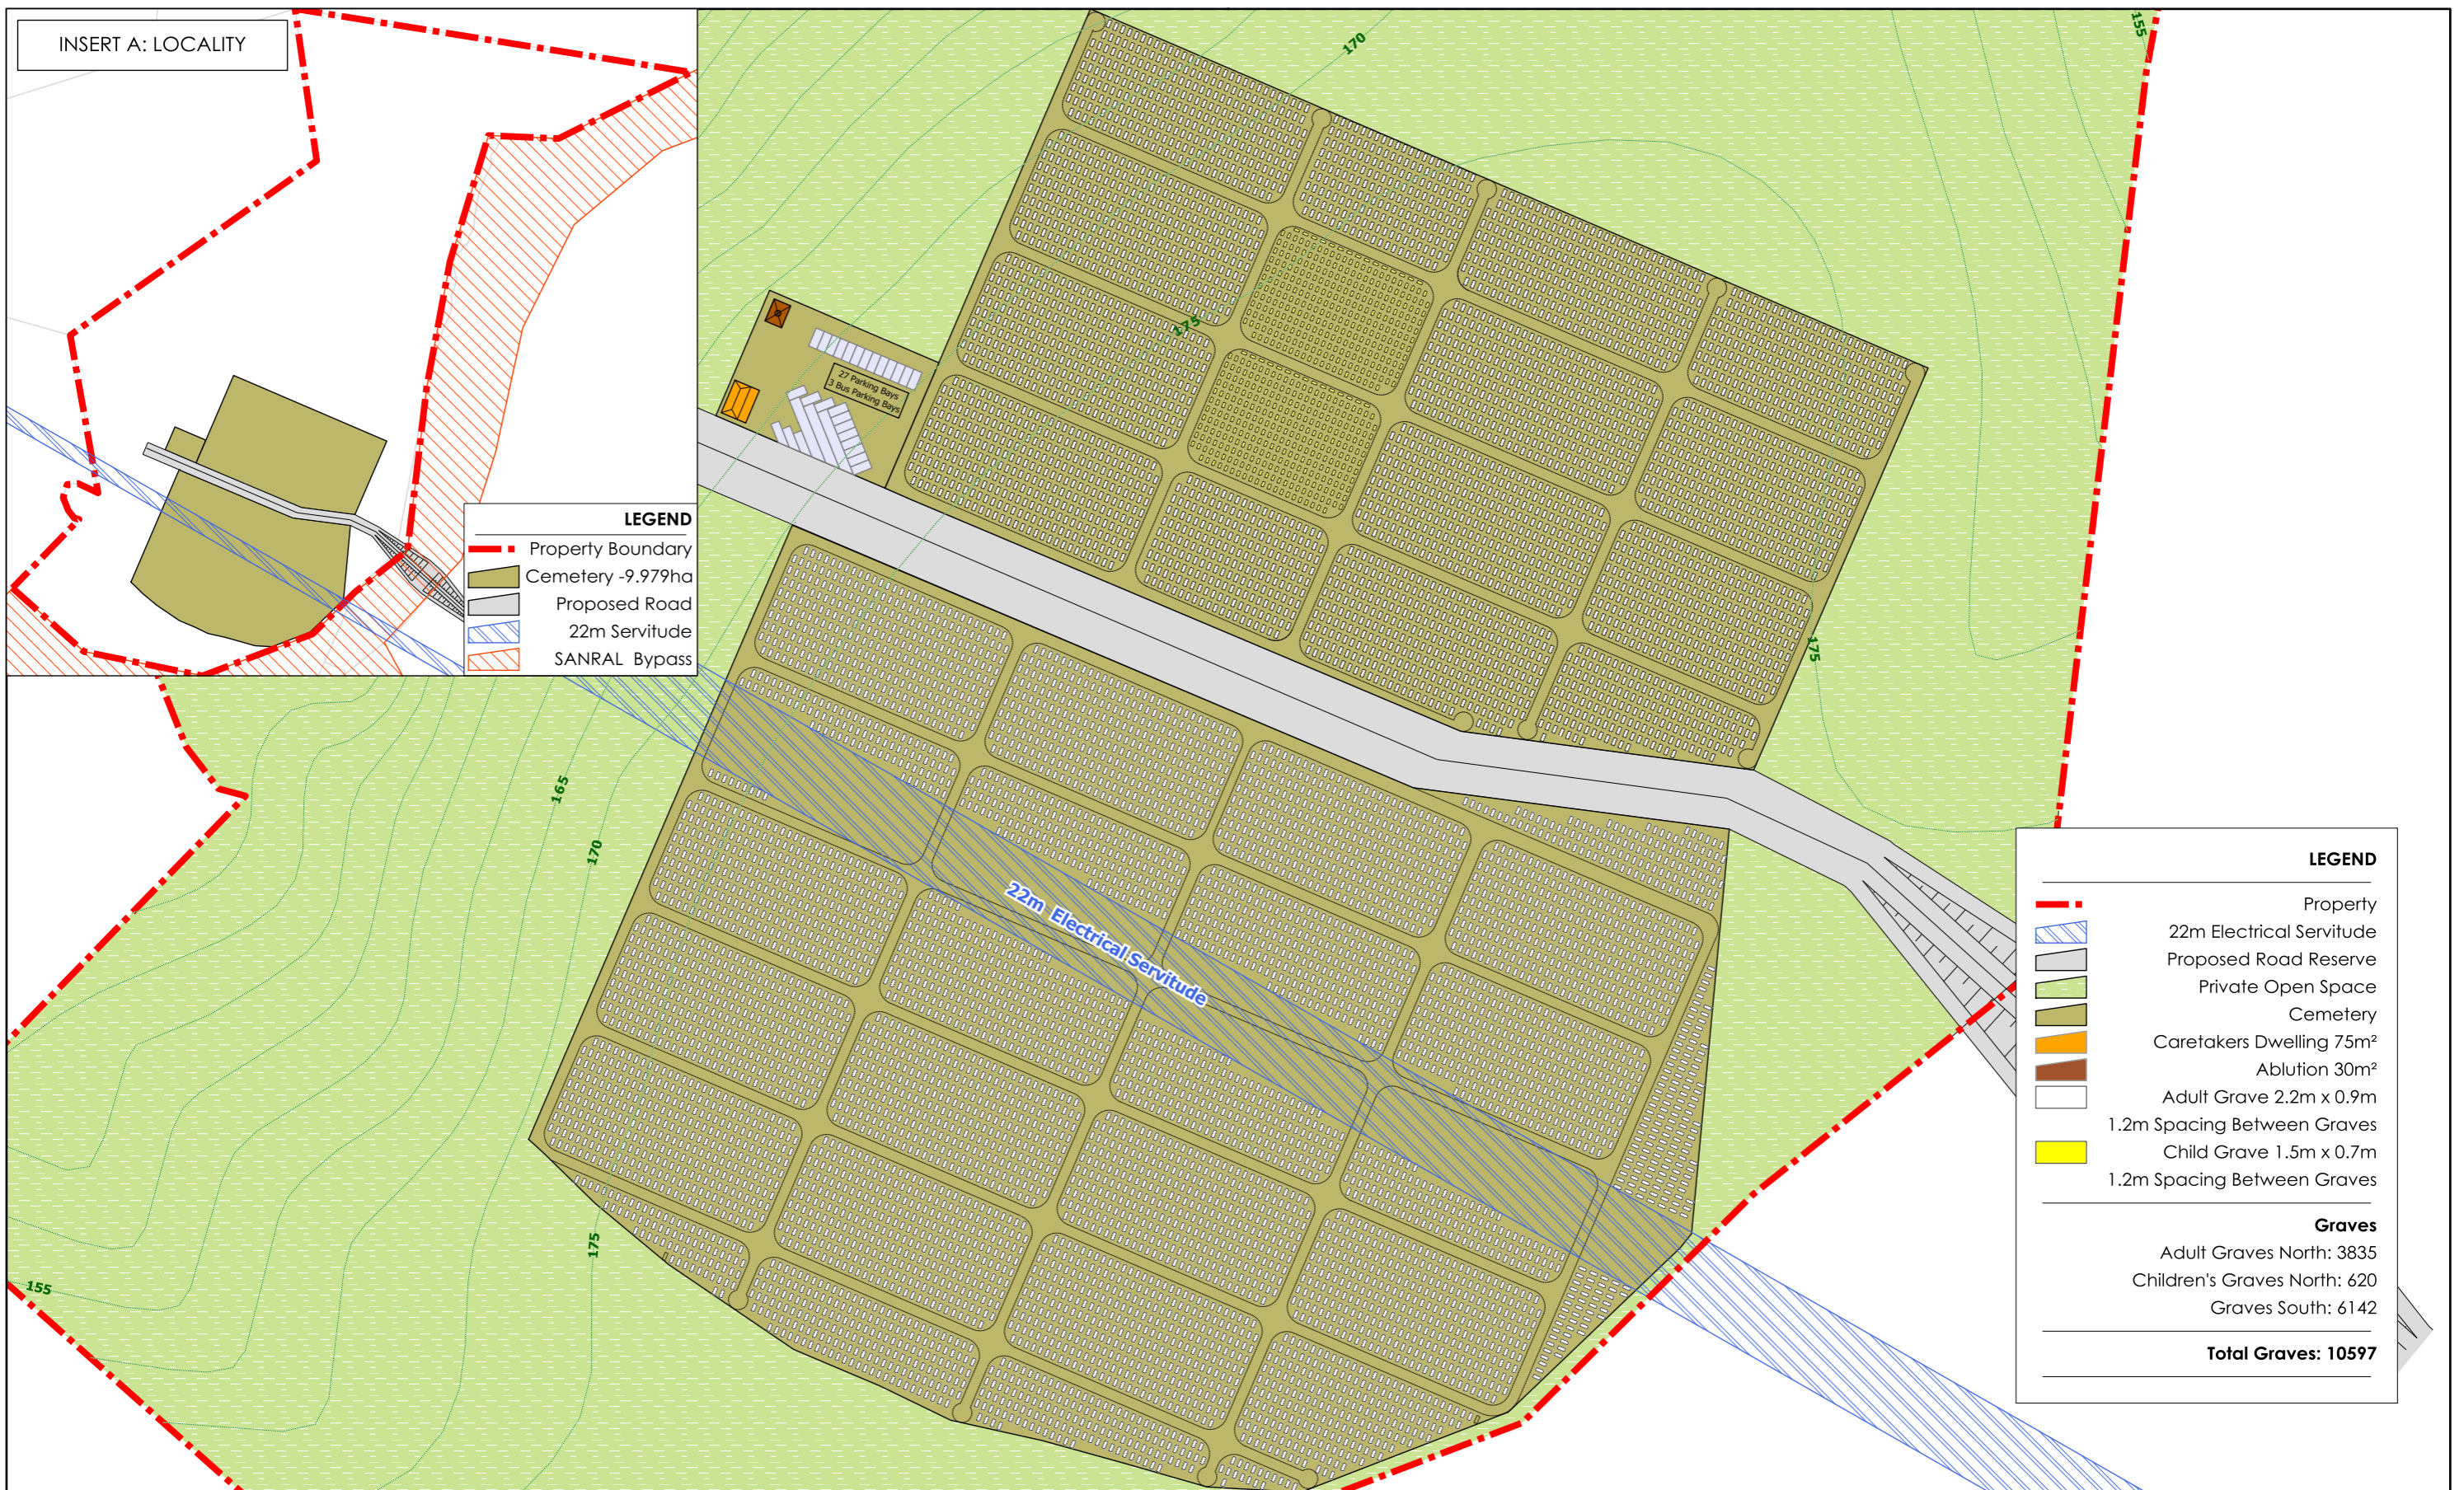 INSERT A: LOCALITY
LEGEND
Property Boundary
Cemetery -9.979ha
Proposed Road
22m Servitude
SANRAL Bypass
170
155
175
27 Parking Bays
3 Bus Parking Bays
175
165
170
22m Electrical Servitude
175
155
LEGEND
Property
22m Electrical Servitude
Proposed Road Reserve
Private Open Space
Cemetery
Caretakers Dwelling 75m²
Ablution 30m²
Adult Grave 2.2m x 0.9m
1.2m Spacing Between Graves
Child Grave 1.5m x 0.7m
1.2m Spacing Between Graves
Graves
Adult Graves North: 3835
Children's Graves North: 620
Graves South: 6142
Total Graves: 10597